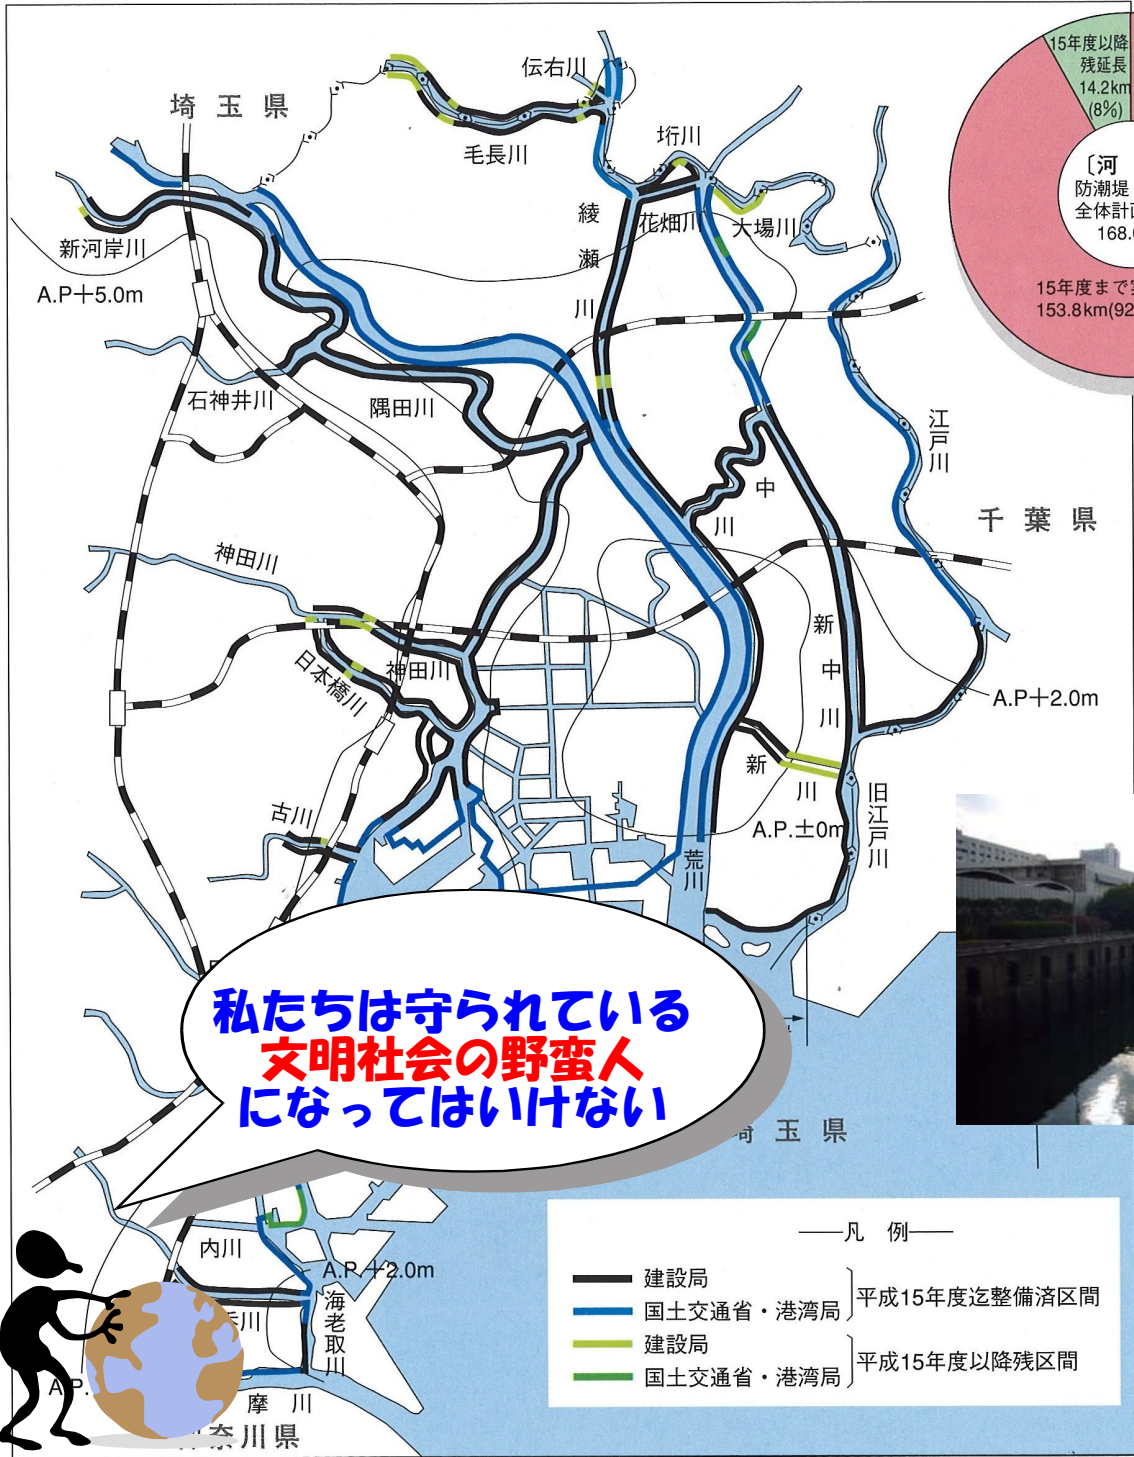 伝右川
埼玉県
毛長川
垳川
綾瀬川
花畑川
大場川
新河岸川
A.P＋5.0m
15年度以降
残延長
14.2km
(8%)
〔河
防潮堤
全体計画
168.
15年度まで
153.8km(92
石神井川
隅田川
江戸川
中川
千葉県
神田川
神田川
日本橋川
新中川
A.P＋2.0m
新川
A.P.±0m
旧江戸川
古川
荒川
私たちは守られている
文明社会の野蛮人
になってはいけない
埼玉県
内川
A.P.＋2.0m
海老取川
川
A.P.
摩川
奈川県
――凡 例――
建設局
国土交通省・港湾局
平成15年度迄整備済区間
建設局
国土交通省・港湾局
平成15年度以降残区間